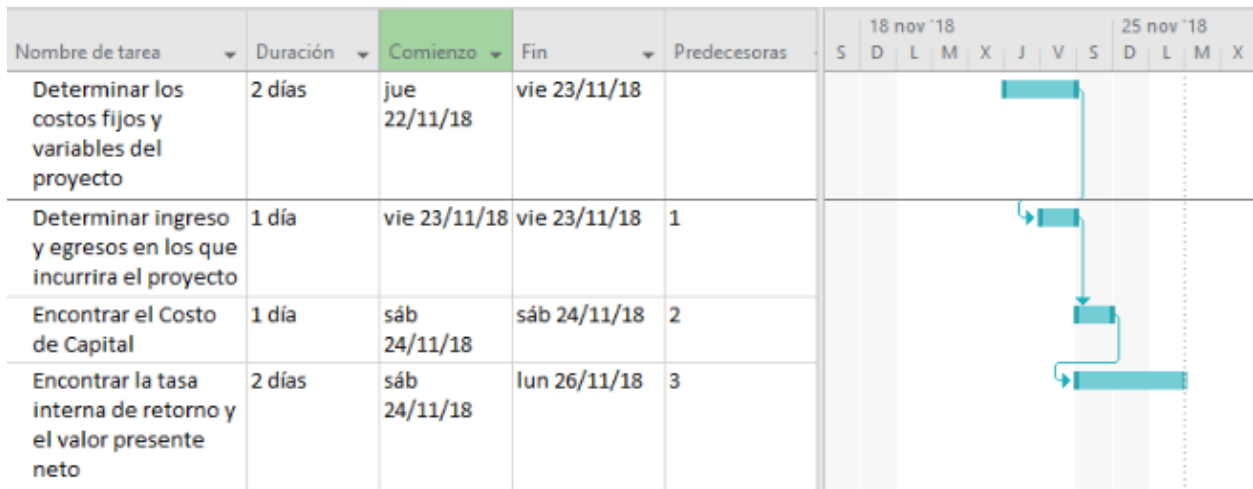 18 nov '18 25 nov '18
Nombre de tarea Duración Comienzo Fin Predecesoras S D L M X J V S D L M X
Determinar los 2 días jue vie 23/11/18
costos fijos y 22/11/18
variables del
proyecto
Determinar ingreso 1 día vie 23/11/18 vie 23/11/18 1
y egresos en los que
incurrira el proyecto
Encontrar el Costo 1 día sáb sáb 24/11/18 2
de Capital 24/11/18
Encontrar la tasa 2 días sáb lun 26/11/18 3
interna de retorno y 24/11/18
el valor presente
neto